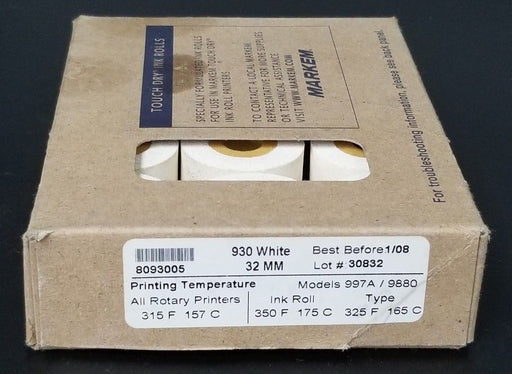 TOUCH DRY® INK ROLLS
SPECIALLY FORMULATED INK ROLLS
FOR USE IN MARKEM TOUCH DRY®
INK ROLL PRINTERS
TO CONTACT A LOCAL MARKEM
REPRESENTATIVE FOR MORE SUPPLIES
OR TECHNICAL ASSISTANCE
VISIT WWW.MARKEM.COM
MARKEM®
For troubleshooting information, please see back panel.
8093005
930 White
32 MM
Best Before 1/08
Lot #: 30832
Printing Temperature
Models 997A / 9880
All Rotary Printers
Ink Roll
Type
315 F 157 C
350 F 175 C
325 F 165 C